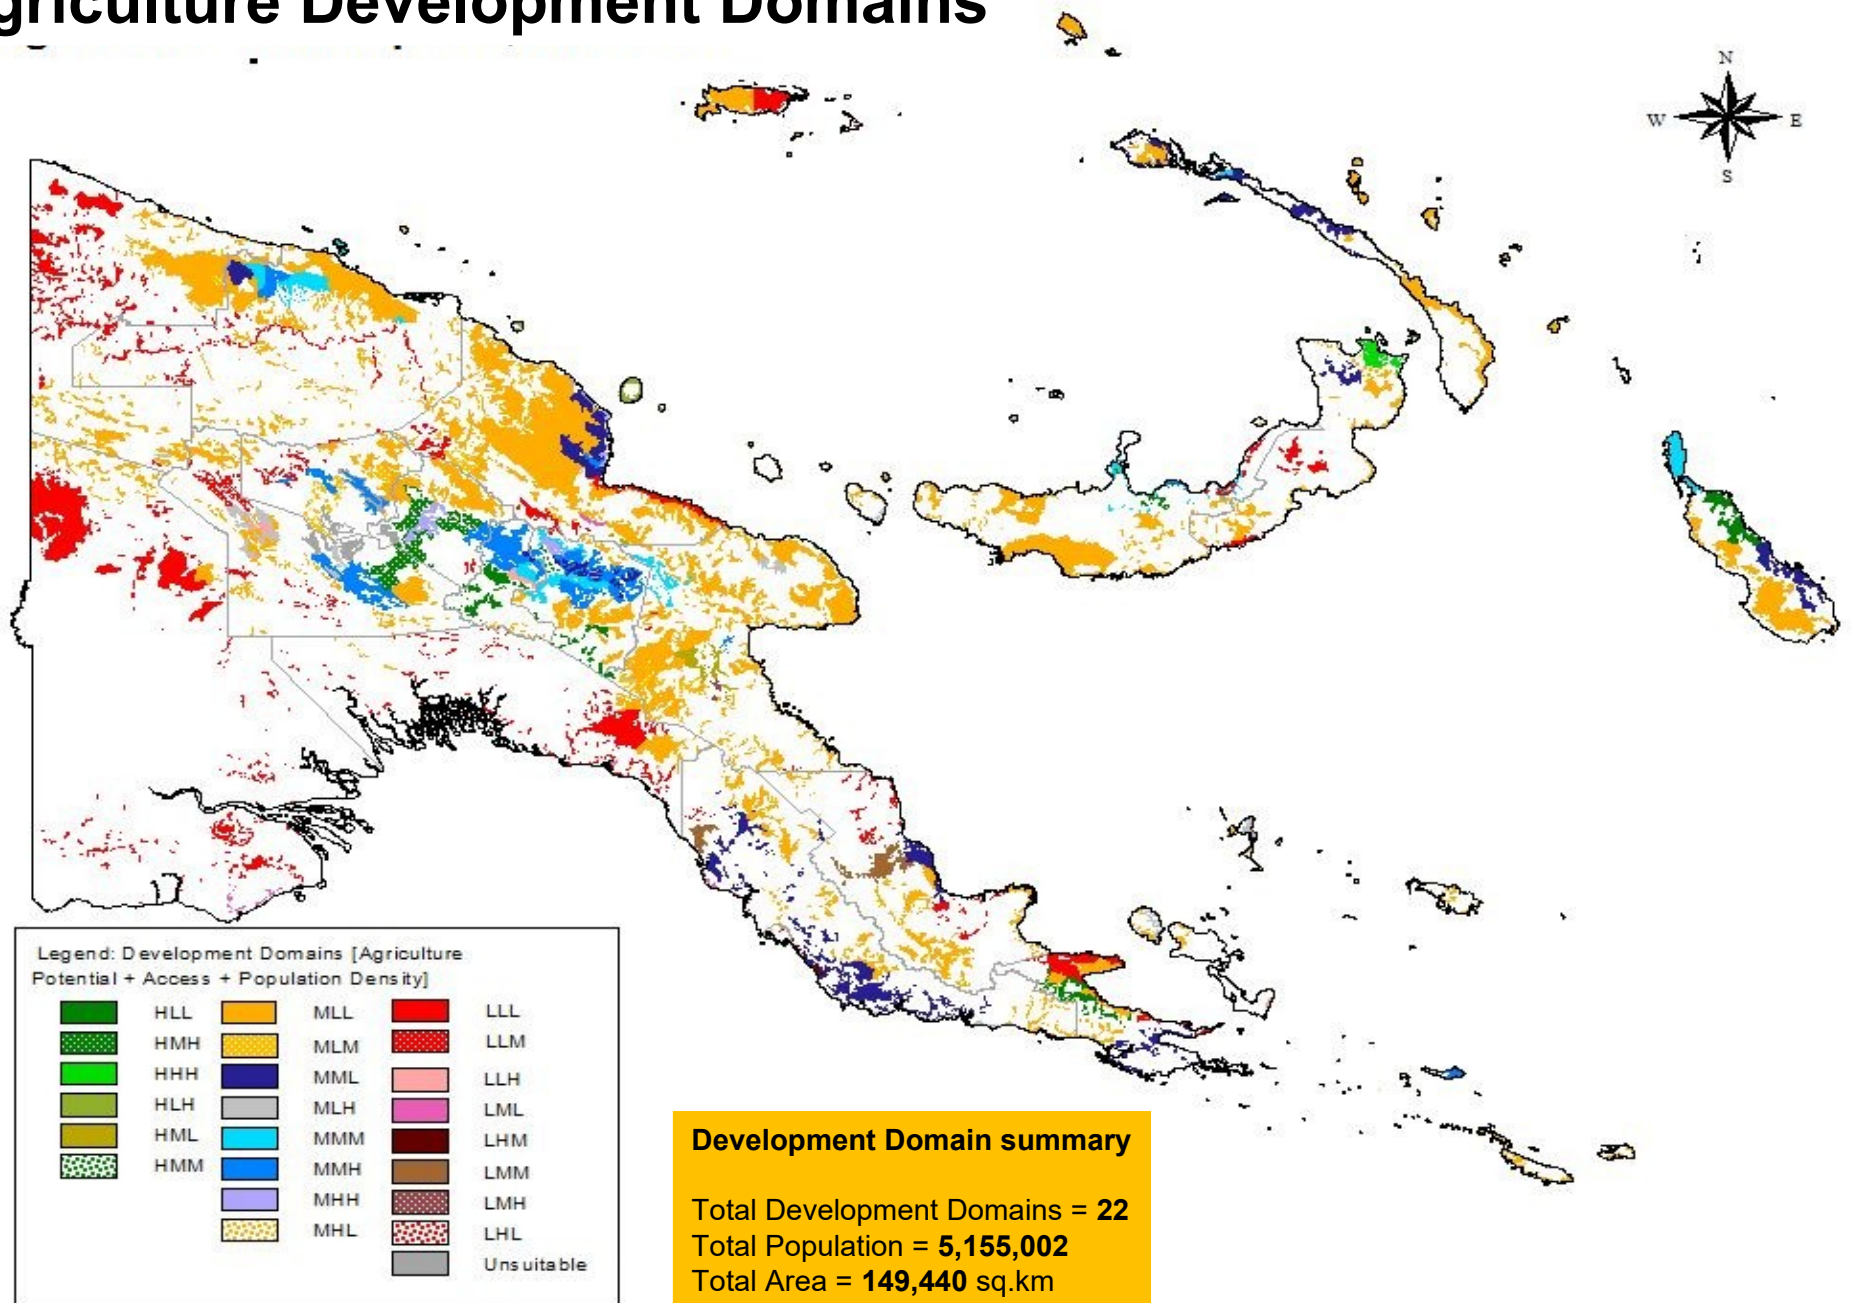 griculture Development Domains
N
W
E
S
Legend: Development Domains [Agriculture
Potential + Access + Population Density]
HLL
HMH
HHH
HLH
HML
HMM
MLL
MLM
MML
MLH
MMM
MMH
MHH
MHL
LLL
LLM
LLH
LML
LHM
LMM
LMH
LHL
Unsuitable
Development Domain summary
Total Development Domains = 22
Total Population = 5,155,002
Total Area = 149,440 sq.km